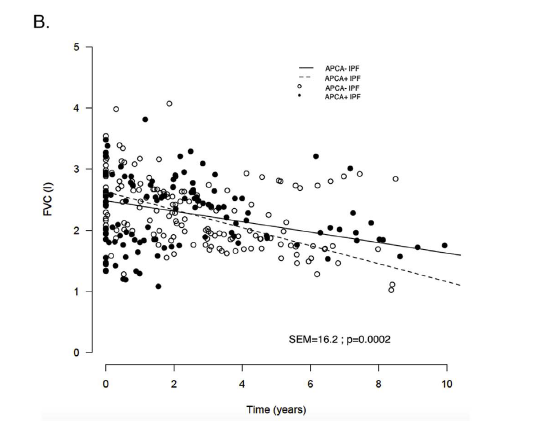 B.
5
4
3
2
1
0
FVC (l)
APCA- IPF
APCA+ IPF
APCA- IPF
APCA+ IPF
SEM=16.2 ; p=0.0002
0 2 4 6 8 10
Time (years)